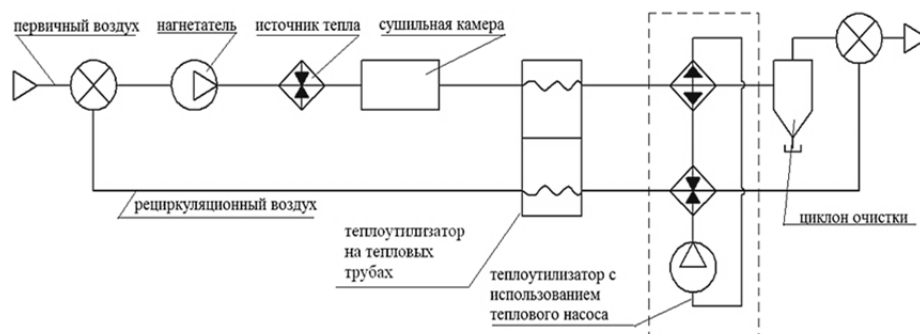 первичный воздух
нагнетатель
источник тепла
сушильная камера
рециркуляционный воздух
теплоутилизатор
на тепловых
трубах
теплоутилизатор с
использованием
теплового насоса
циклон очистки